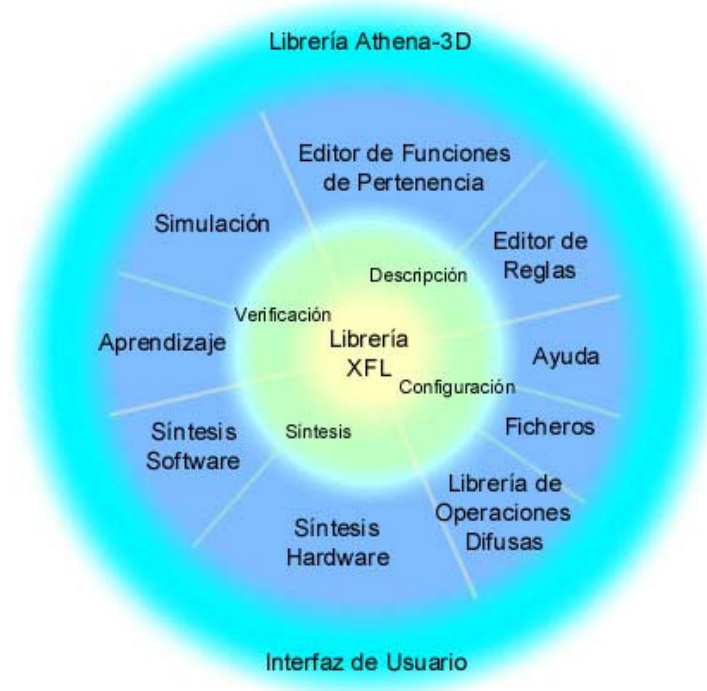 Librería Athena-3D
Editor de Funciones
de Pertenencia
Simulación
Editor de
Reglas
Descripción
Verificación
Aprendizaje
Librería
XFL
Ayuda
Configuración
Ficheros
Síntesis
Software
Síntesis
Librería de
Operaciones
Difusas
Síntesis
Hardware
Interfaz de Usuario